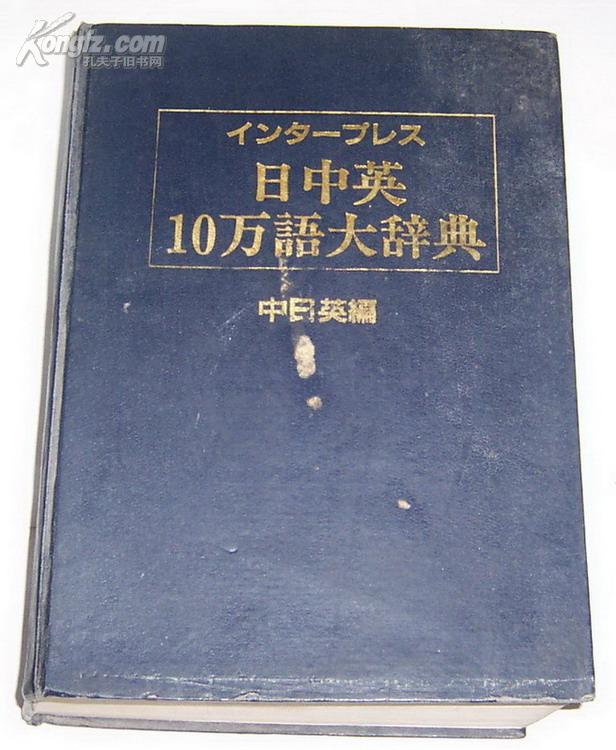 Kongfz.com
孔夫子旧书网
インタープレス
日中英
10万語大辞典
中日英編